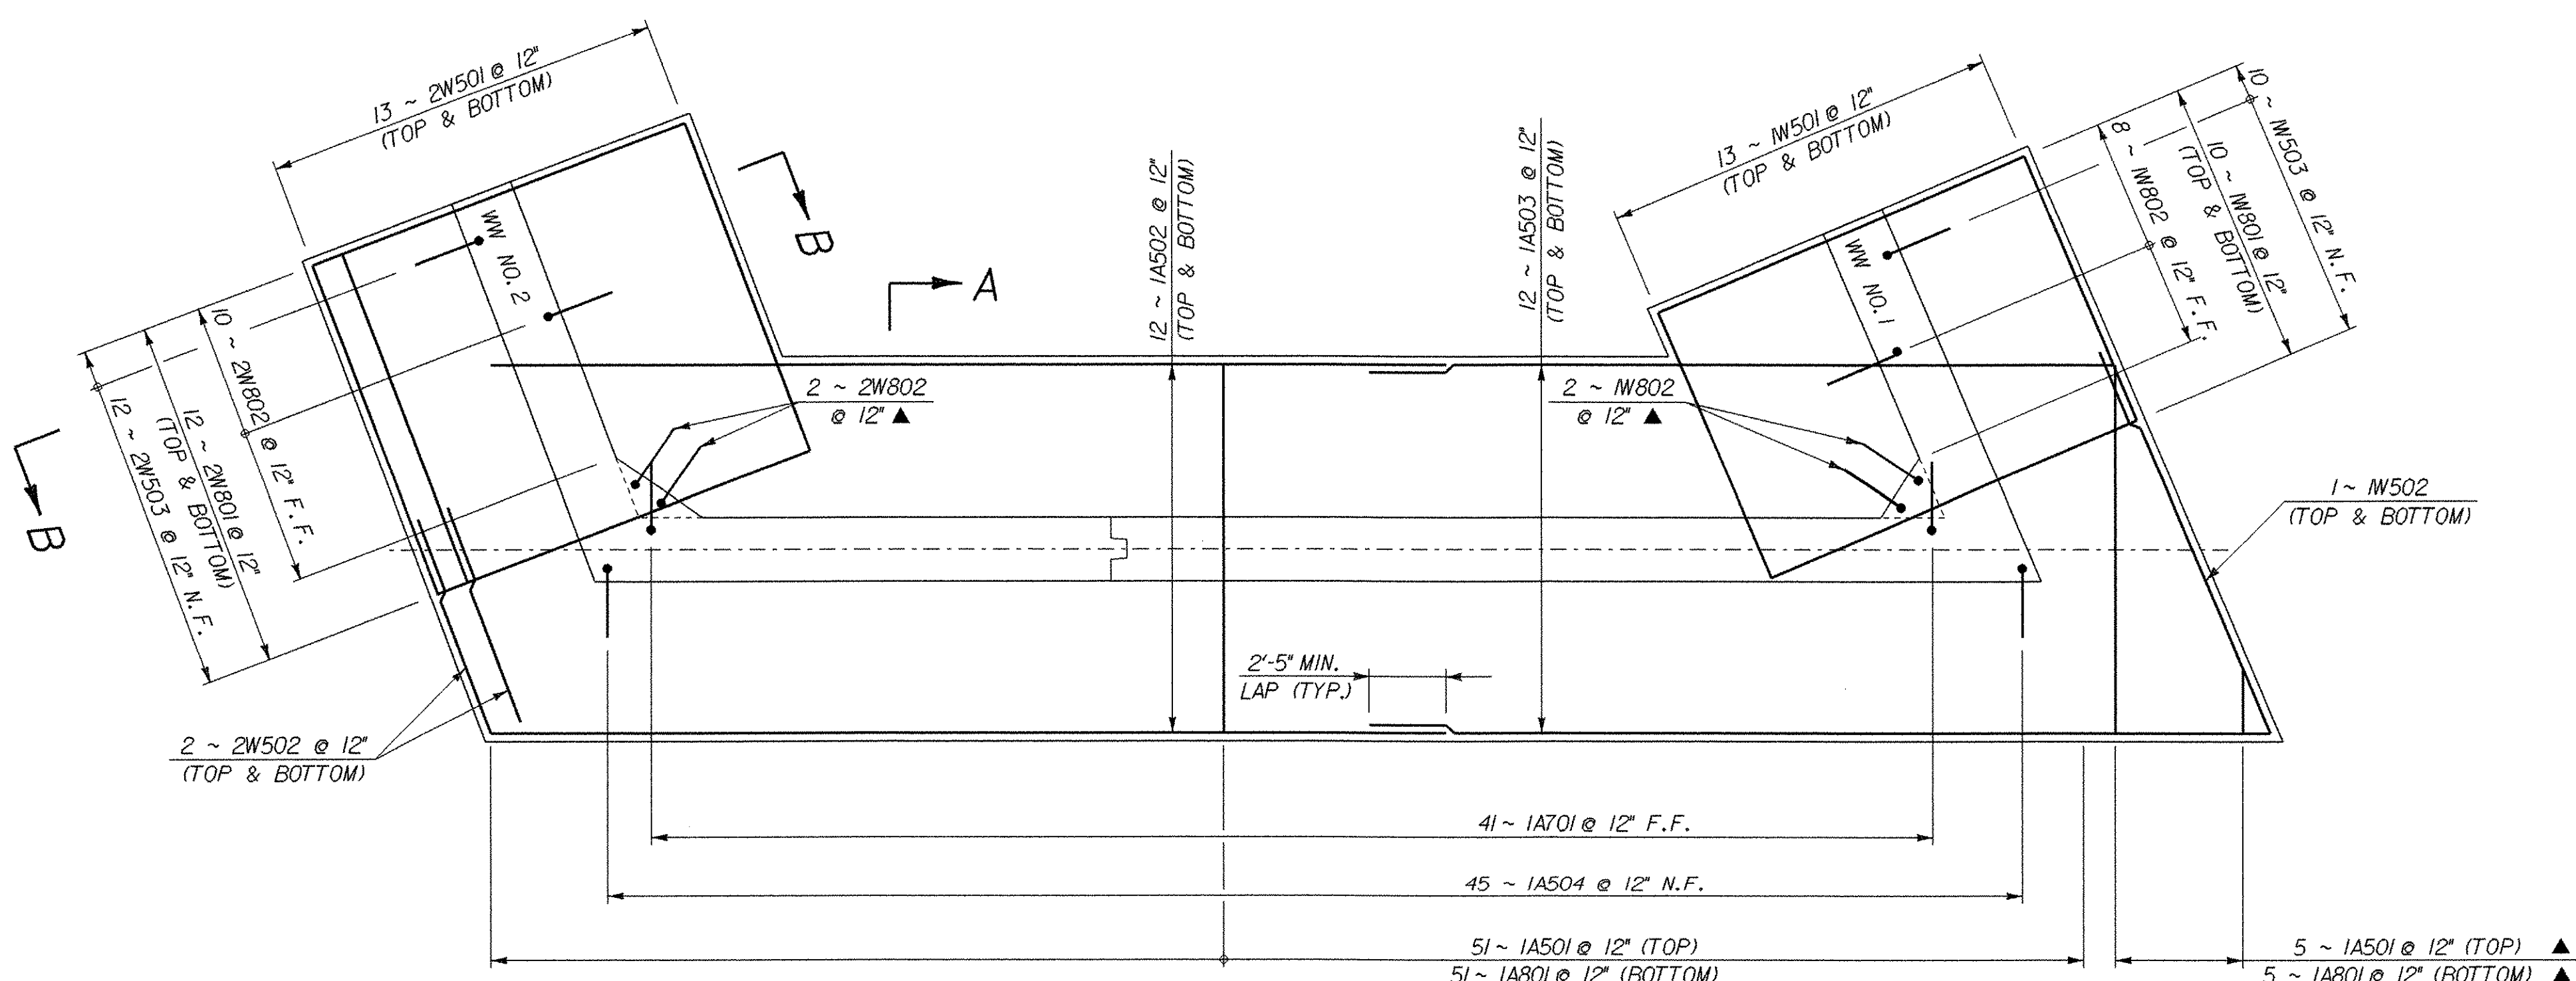 13 ~ 2W501 @ 12"
(TOP & BOTTOM)
WW NO. 2
B
A
12 ~ 1A502 @ 12"
(TOP & BOTTOM)
12 ~ 1A503 @ 12"
(TOP & BOTTOM)
13 ~ 1W501 @ 12"
(TOP & BOTTOM)
WW NO. 1
8 ~ 1W802 @ 12" F.F.
10 ~ 1W801 @ 12"
(TOP & BOTTOM)
10 ~ 1W503 @ 12" N.F.
B
12 ~ 2W503 @ 12" N.F.
12 ~ 2W801 @ 12"
(TOP & BOTTOM)
10 ~ 2W802 @ 12" F.F.
2 ~ 2W802
@ 12" ▲
2 ~ 1W802
@ 12" ▲
1 ~ 1W502
(TOP & BOTTOM)
2'-5" MIN.
LAP (TYP.)
2 ~ 2W502 @ 12"
(TOP & BOTTOM)
41 ~ 1A701 @ 12" F.F.
45 ~ 1A504 @ 12" N.F.
51 ~ 1A501 @ 12" (TOP)
51 ~ 1A801 @ 12" (BOTTOM)
5 ~ 1A501 @ 12" (TOP) ▲
5 ~ 1A801 @ 12" (BOTTOM) ▲